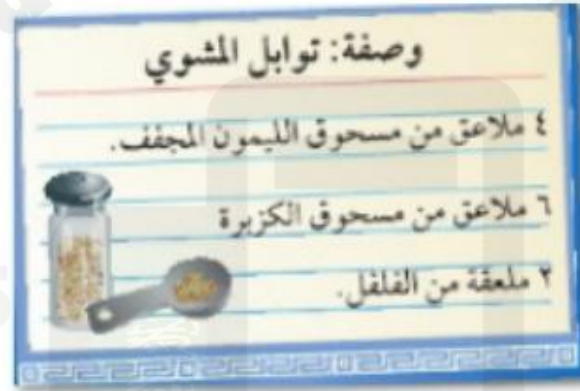 وصفة: توابل المشوي
٤ ملاعق من مسحوق الليمون المجفف.
٦ ملاعق من مسحوق الكزبرة
٢ ملعقة من الفلفل.